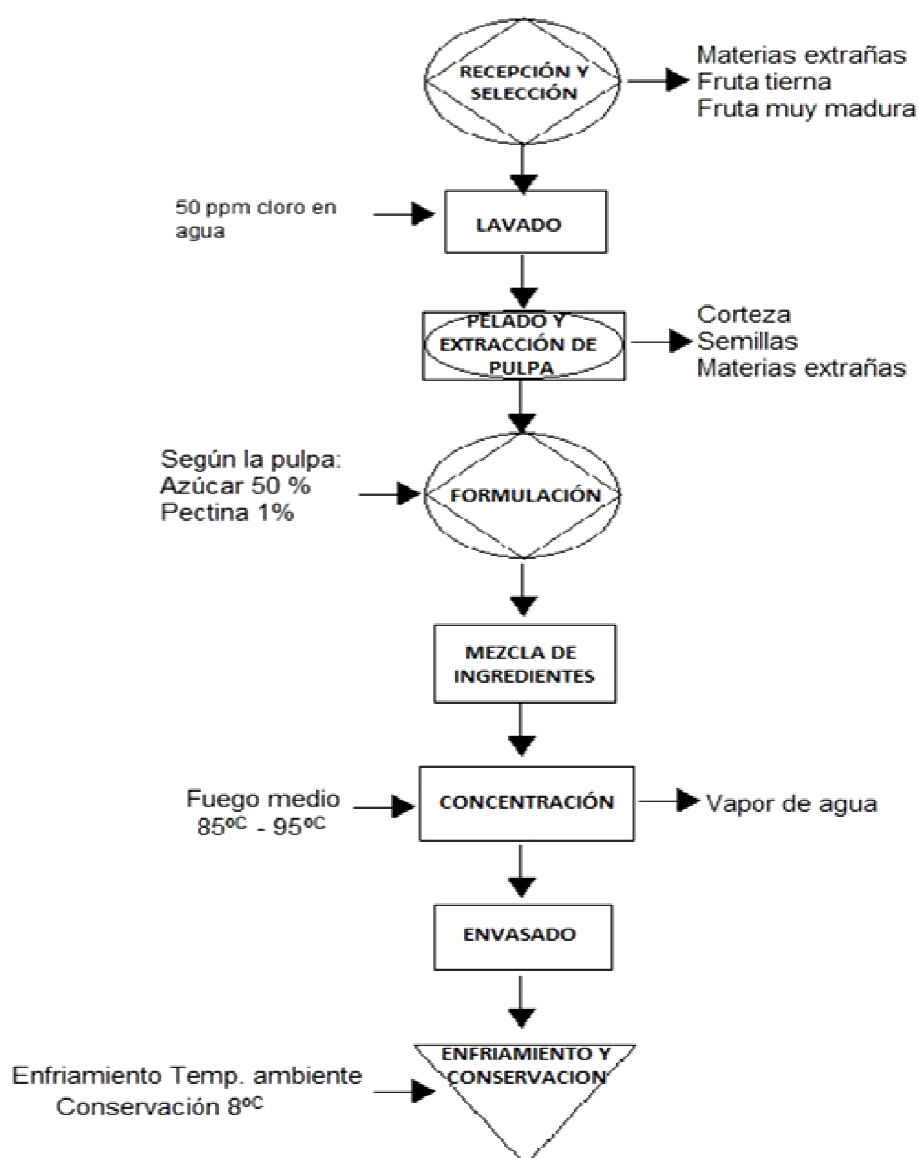 RECEPCIÓN Y
SELECCIÓN
Materias extrañas
Fruta tierna
Fruta muy madura
50 ppm cloro en
agua
LAVADO
PELADO Y
EXTRACCIÓN DE
PULPA
Corteza
Semillas
Materias extrañas
Según la pulpa:
Azúcar 50 %
Pectina 1%
FORMULACIÓN
MEZCLA DE
INGREDIENTES
Fuego medio
85ºC - 95ºC
CONCENTRACIÓN
Vapor de agua
ENVASADO
ENFRIAMIENTO Y
CONSERVACION
Enfriamiento Temp. ambiente
Conservación 8ºC